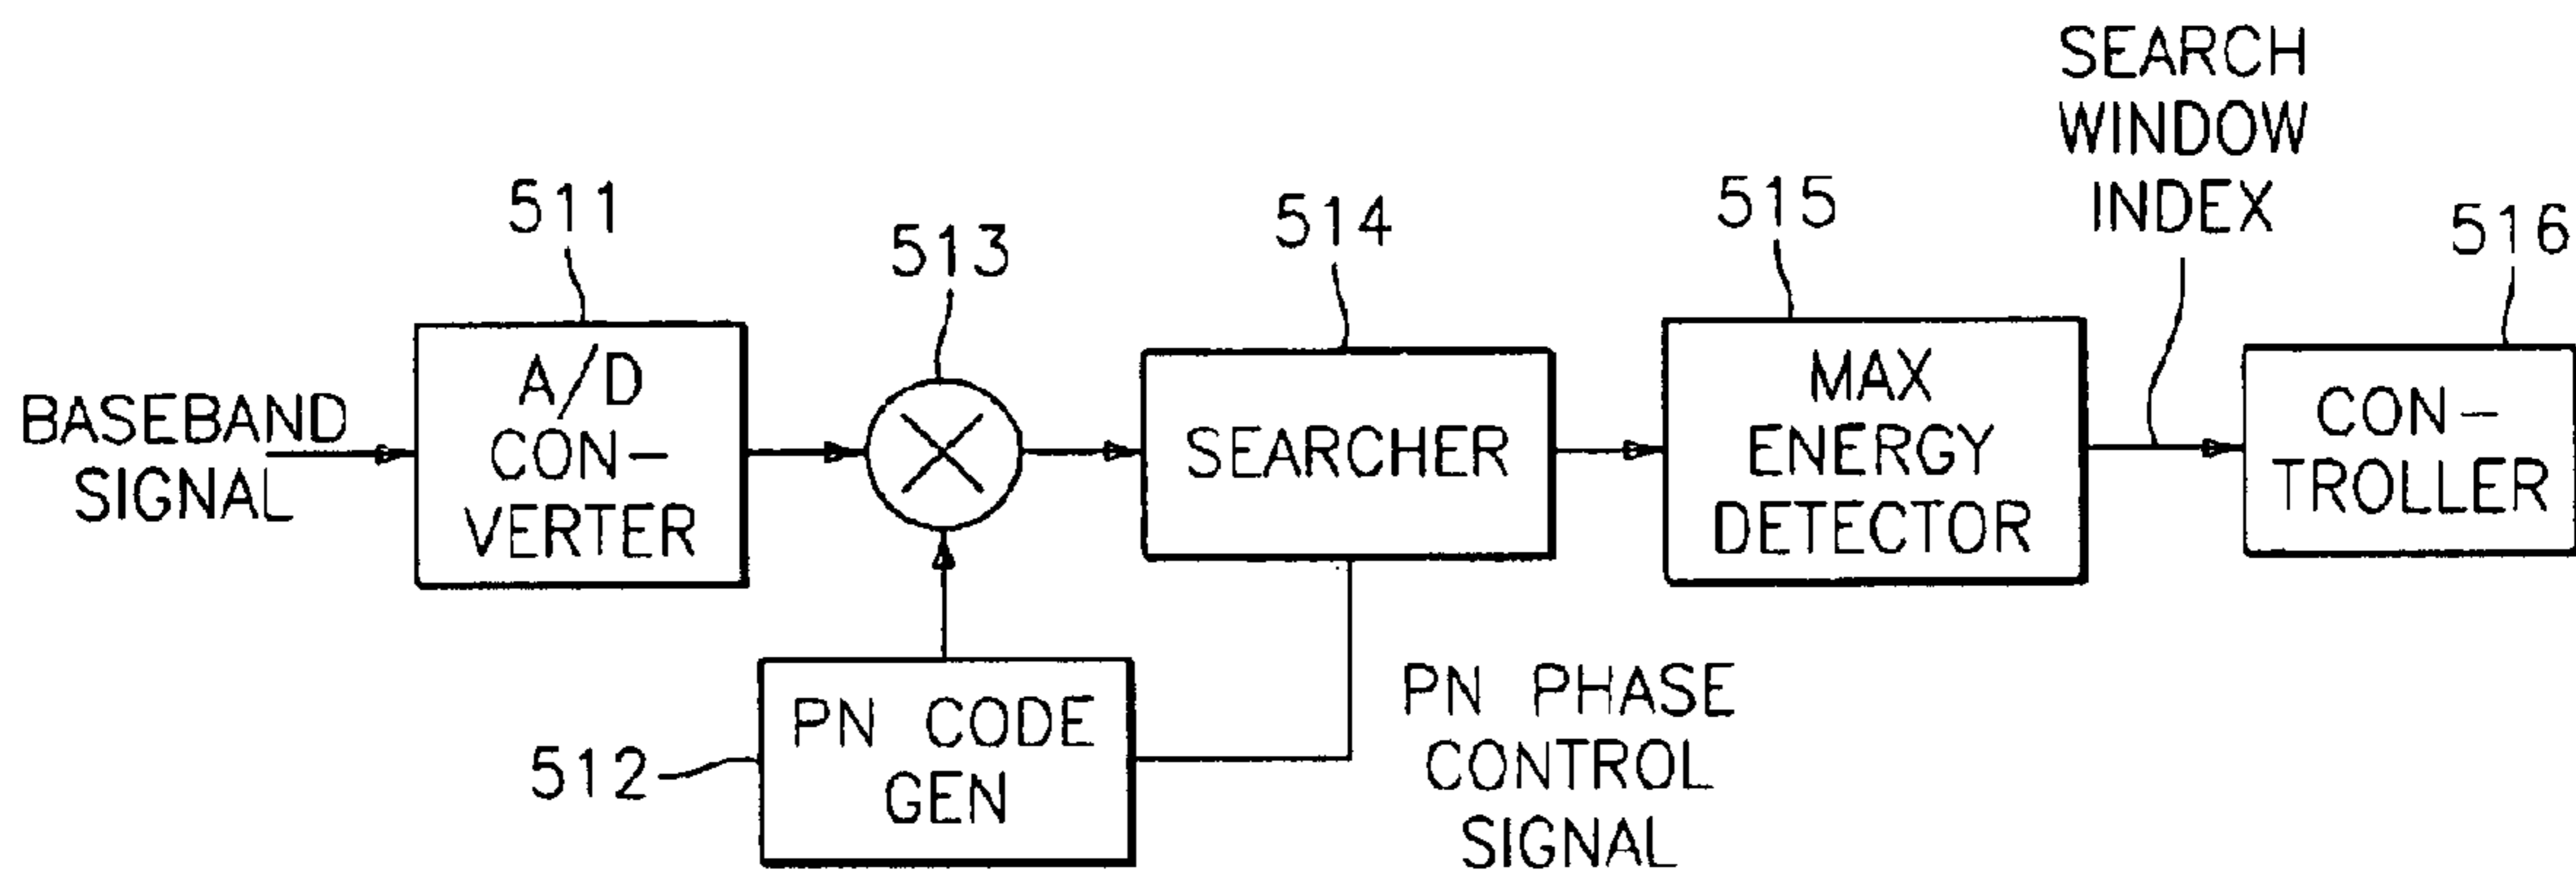 SEARCH
WINDOW
INDEX
511
513
514
515
516
BASEBAND
SIGNAL
A/D
CON-
VERTER
SEARCHER
MAX
ENERGY
DETECTOR
CON-
TROLLER
512
PN CODE
GEN
PN PHASE
CONTROL
SIGNAL